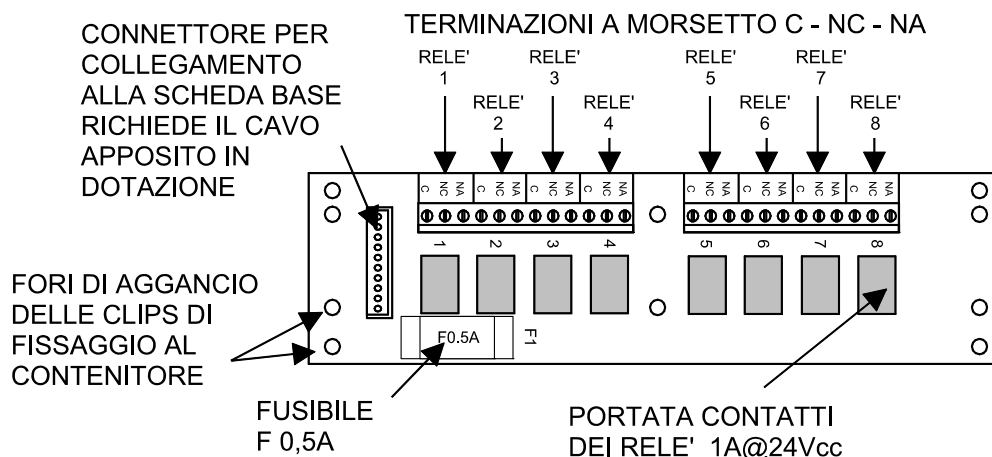 TERMINAZIONI A MORSETTO C - NC - NA
CONNETTORE PER
COLLEGAMENTO
ALLA SCHEDA BASE
RICHIEDE IL CAVO
APPOSITO IN
DOTAZIONE
RELE'
1
RELE'
2
RELE'
3
RELE'
4
RELE'
5
RELE'
6
RELE'
7
RELE'
8
C NC NA C NC NA C NC NA C NC NA
C NC NA C NC NA C NC NA C NC NA
1 2 3 4 5 6 7 8
FORI DI AGGANCIO
DELLE CLIPS DI
FISSAGGIO AL
CONTENITORE
F0.5A
F1
FUSIBILE
F 0,5A
PORTATA CONTATTI
DEI RELE' 1A@24Vcc